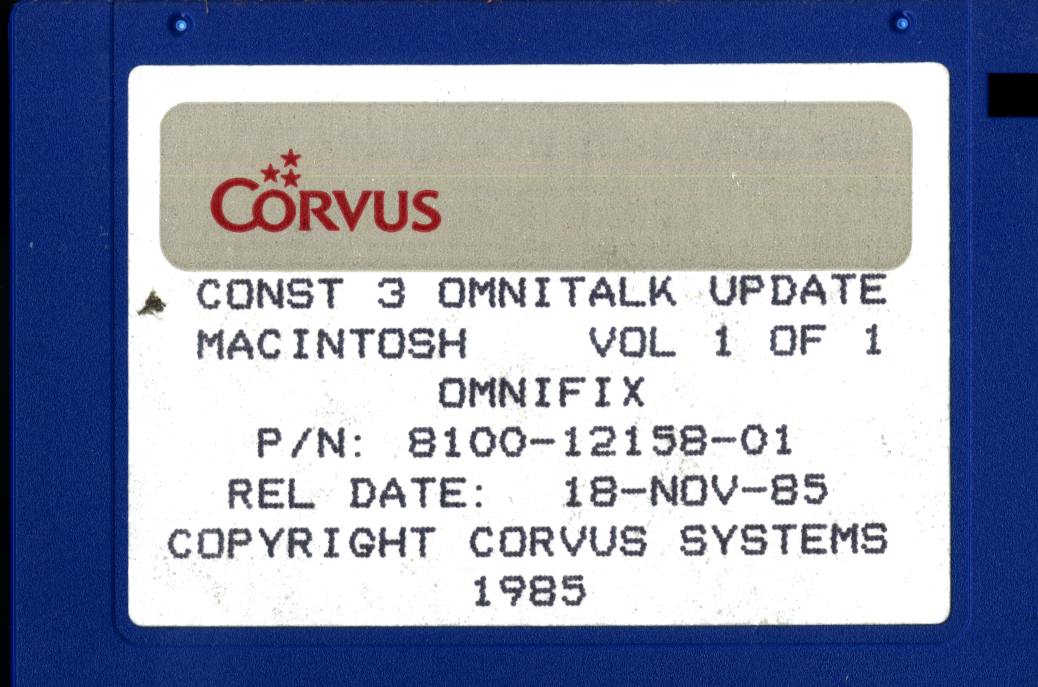 CORVUS
CONST 3 OMNITALK UPDATE
MACINTOSH VOL 1 OF 1
OMNIFIX
P/N: 8100-12158-01
REL DATE: 18-NOV-85
COPYRIGHT CORVUS SYSTEMS
1985